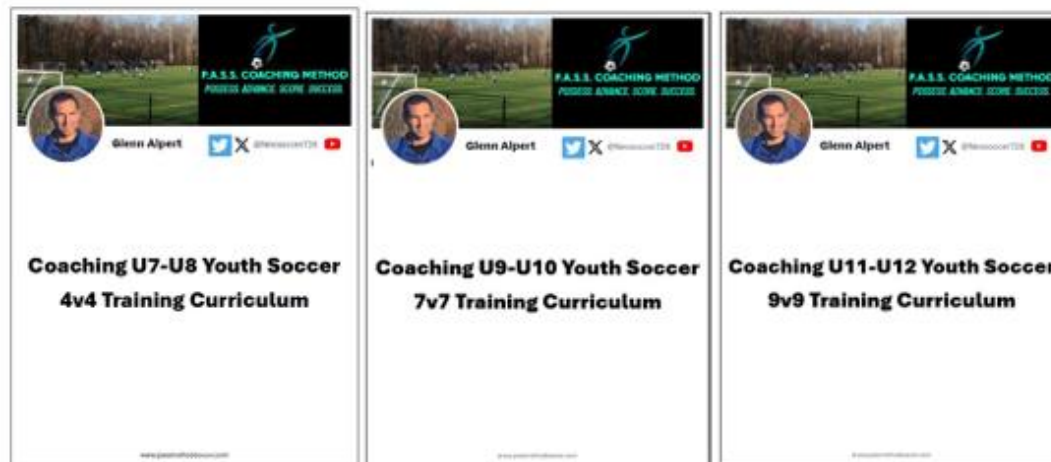 P.A.S.S. COACHING METHOD
POSSESS ADVANCE SCORE SUCCESS
Glenn Alpert
Coaching U7-U8 Youth Soccer
4v4 Training Curriculum
P.A.S.S. COACHING METHOD
POSSESS ADVANCE SCORE SUCCESS
Glenn Alpert
Coaching U9-U10 Youth Soccer
7v7 Training Curriculum
P.A.S.S. COACHING METHOD
POSSESS ADVANCE SCORE SUCCESS
Glenn Alpert
Coaching U11-U12 Youth Soccer
9v9 Training Curriculum